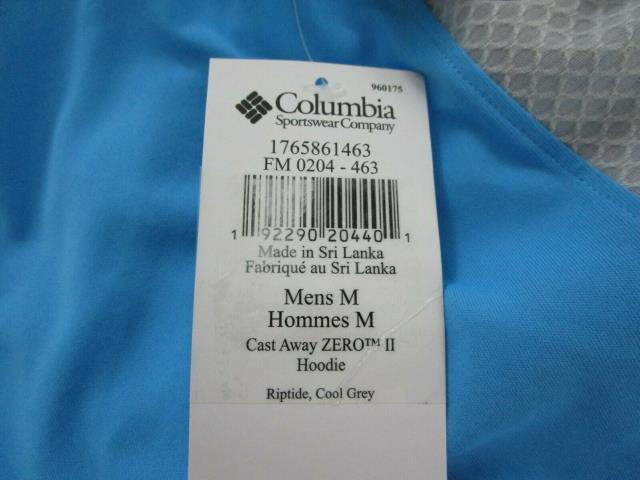 960175
Columbia
Sportswear Company
1765861463
FM 0204 - 463
1 92290 20440 1
Made in Sri Lanka
Fabriqué au Sri Lanka
Mens M
Hommes M
Cast Away ZERO™ II
Hoodie
Riptide, Cool Grey